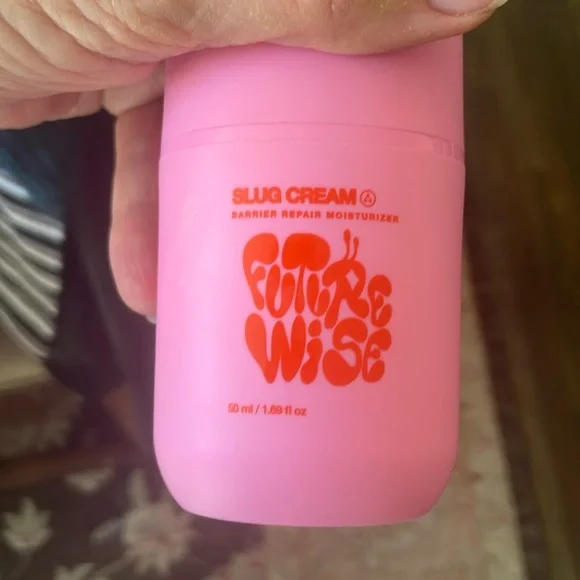 SLUG CREAM
BARRIER REPAIR MOISTURIZER
FUTURE
WISE
50 ml / 1.69 fl oz